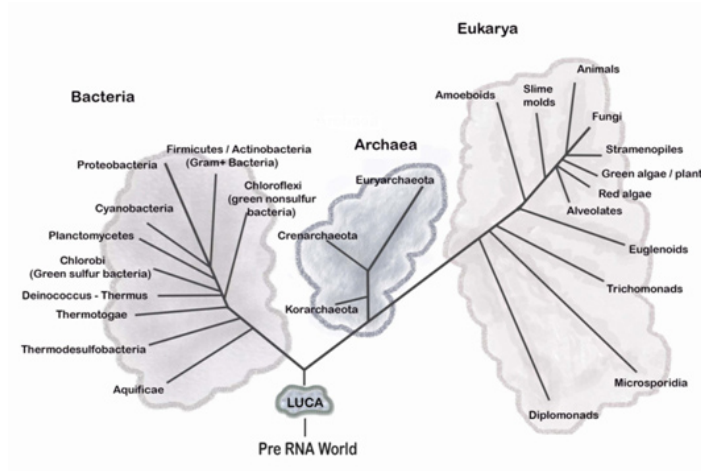 Eukarya
Bacteria
Archaea
Proteobacteria
Firmicutes / Actinobacteria
(Gram+ Bacteria)
Chloroflexi
(green nonsulfur
bacteria)
Cyanobacteria
Planctomycetes
Chlorobi
(Green sulfur bacteria)
Deinococcus - Thermus
Thermotogae
Thermodesulfobacteria
Aquificae
Euryarchaeota
Crenarchaeota
Korarchaeota
Amoeboids
Slime
molds
Animals
Fungi
Stramenopiles
Green algae / plant
Red algae
Alveolates
Euglenoids
Trichomonads
Microsporidia
Diplomonads
LUCA
Pre RNA World